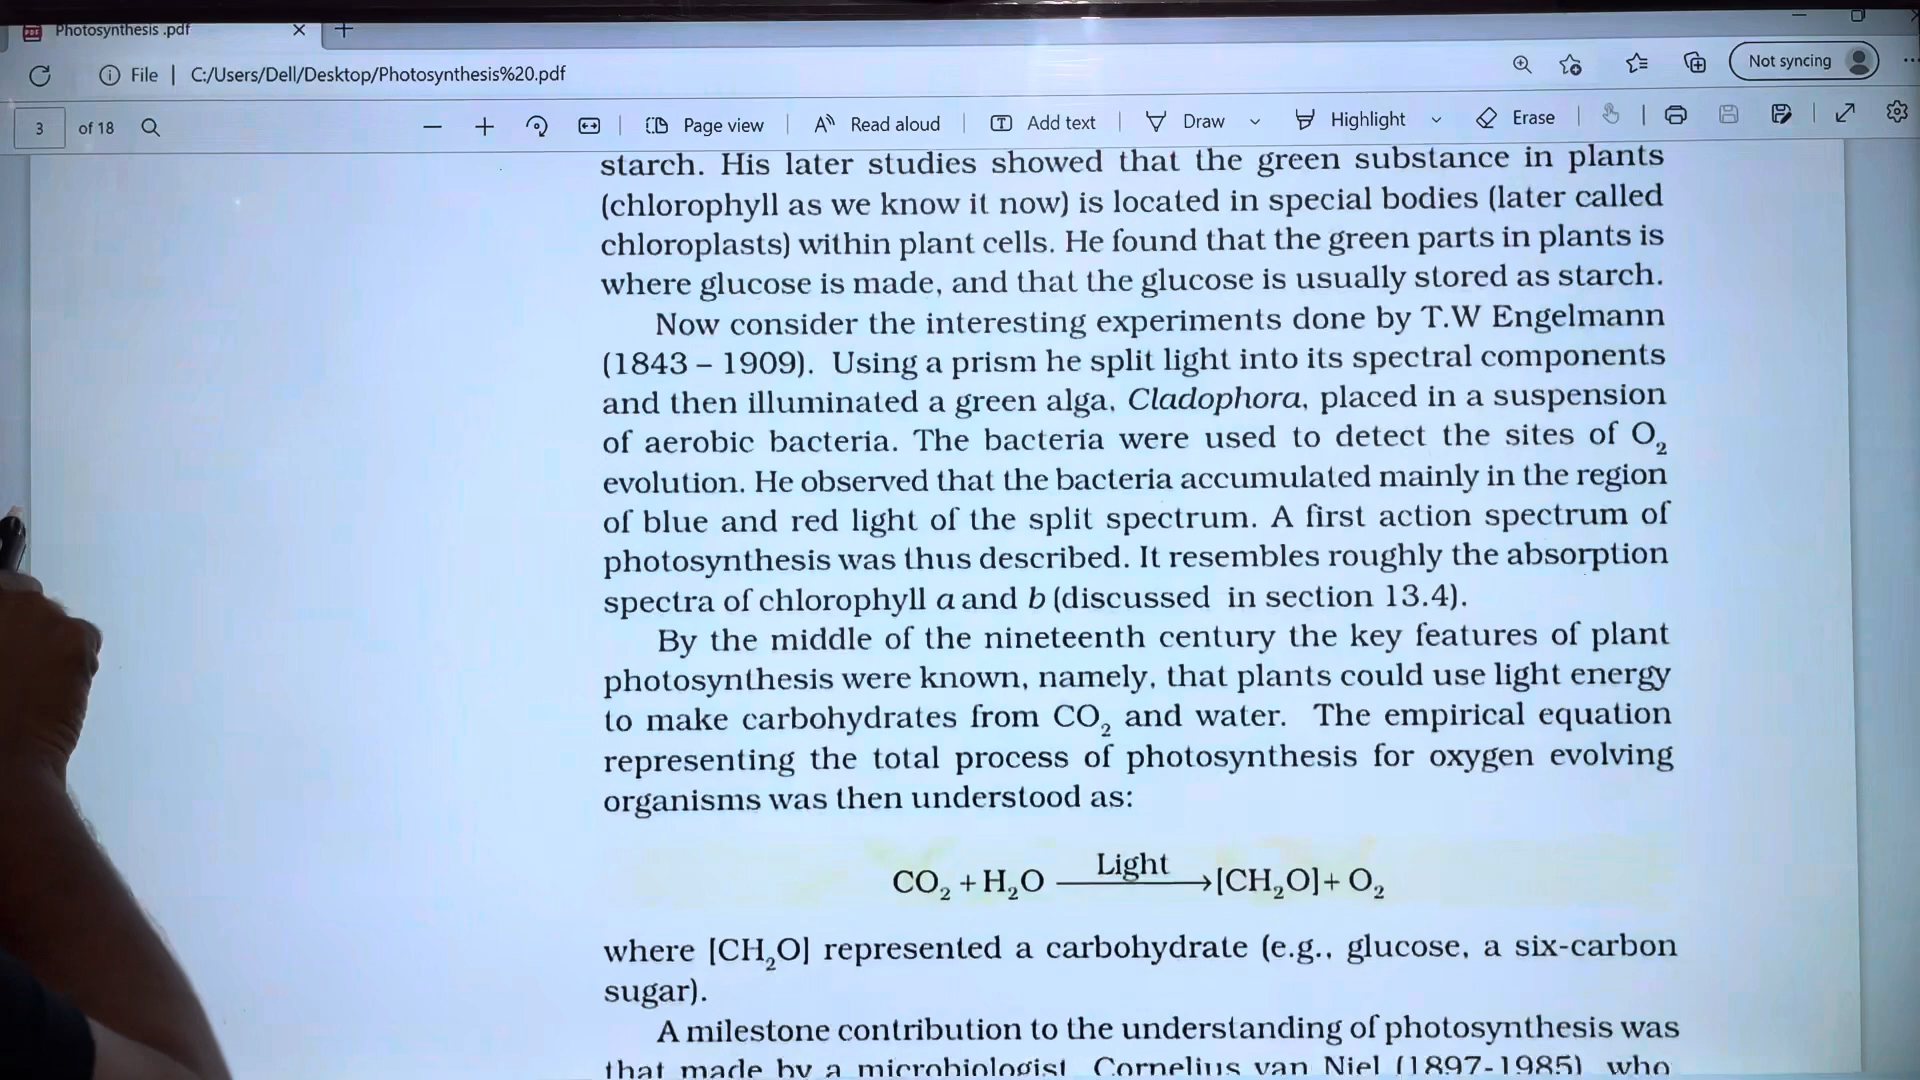 Photosynthesis .pdf
File | C:/Users/Dell/Desktop/Photosynthesis%20.pdf
Not syncing
3 of 18 Page view Read aloud Add text Draw Highlight Erase
starch. His later studies showed that the green substance in plants
(chlorophyll as we know it now) is located in special bodies (later called
chloroplasts) within plant cells. He found that the green parts in plants is
where glucose is made, and that the glucose is usually stored as starch.
Now consider the interesting experiments done by T.W Engelmann
(1843 – 1909). Using a prism he split light into its spectral components
and then illuminated a green alga, Cladophora, placed in a suspension
of aerobic bacteria. The bacteria were used to detect the sites of O₂
evolution. He observed that the bacteria accumulated mainly in the region
of blue and red light of the split spectrum. A first action spectrum of
photosynthesis was thus described. It resembles roughly the absorption
spectra of chlorophyll a and b (discussed in section 13.4).
By the middle of the nineteenth century the key features of plant
photosynthesis were known, namely, that plants could use light energy
to make carbohydrates from CO₂ and water. The empirical equation
representing the total process of photosynthesis for oxygen evolving
organisms was then understood as:
Light
CO₂ + H₂O ⟶ [CH₂O] + O₂
where [CH₂O] represented a carbohydrate (e.g., glucose, a six-carbon
sugar).
A milestone contribution to the understanding of photosynthesis was
that made by a microbiologist, Cornelius van Niel (1897-1985), who